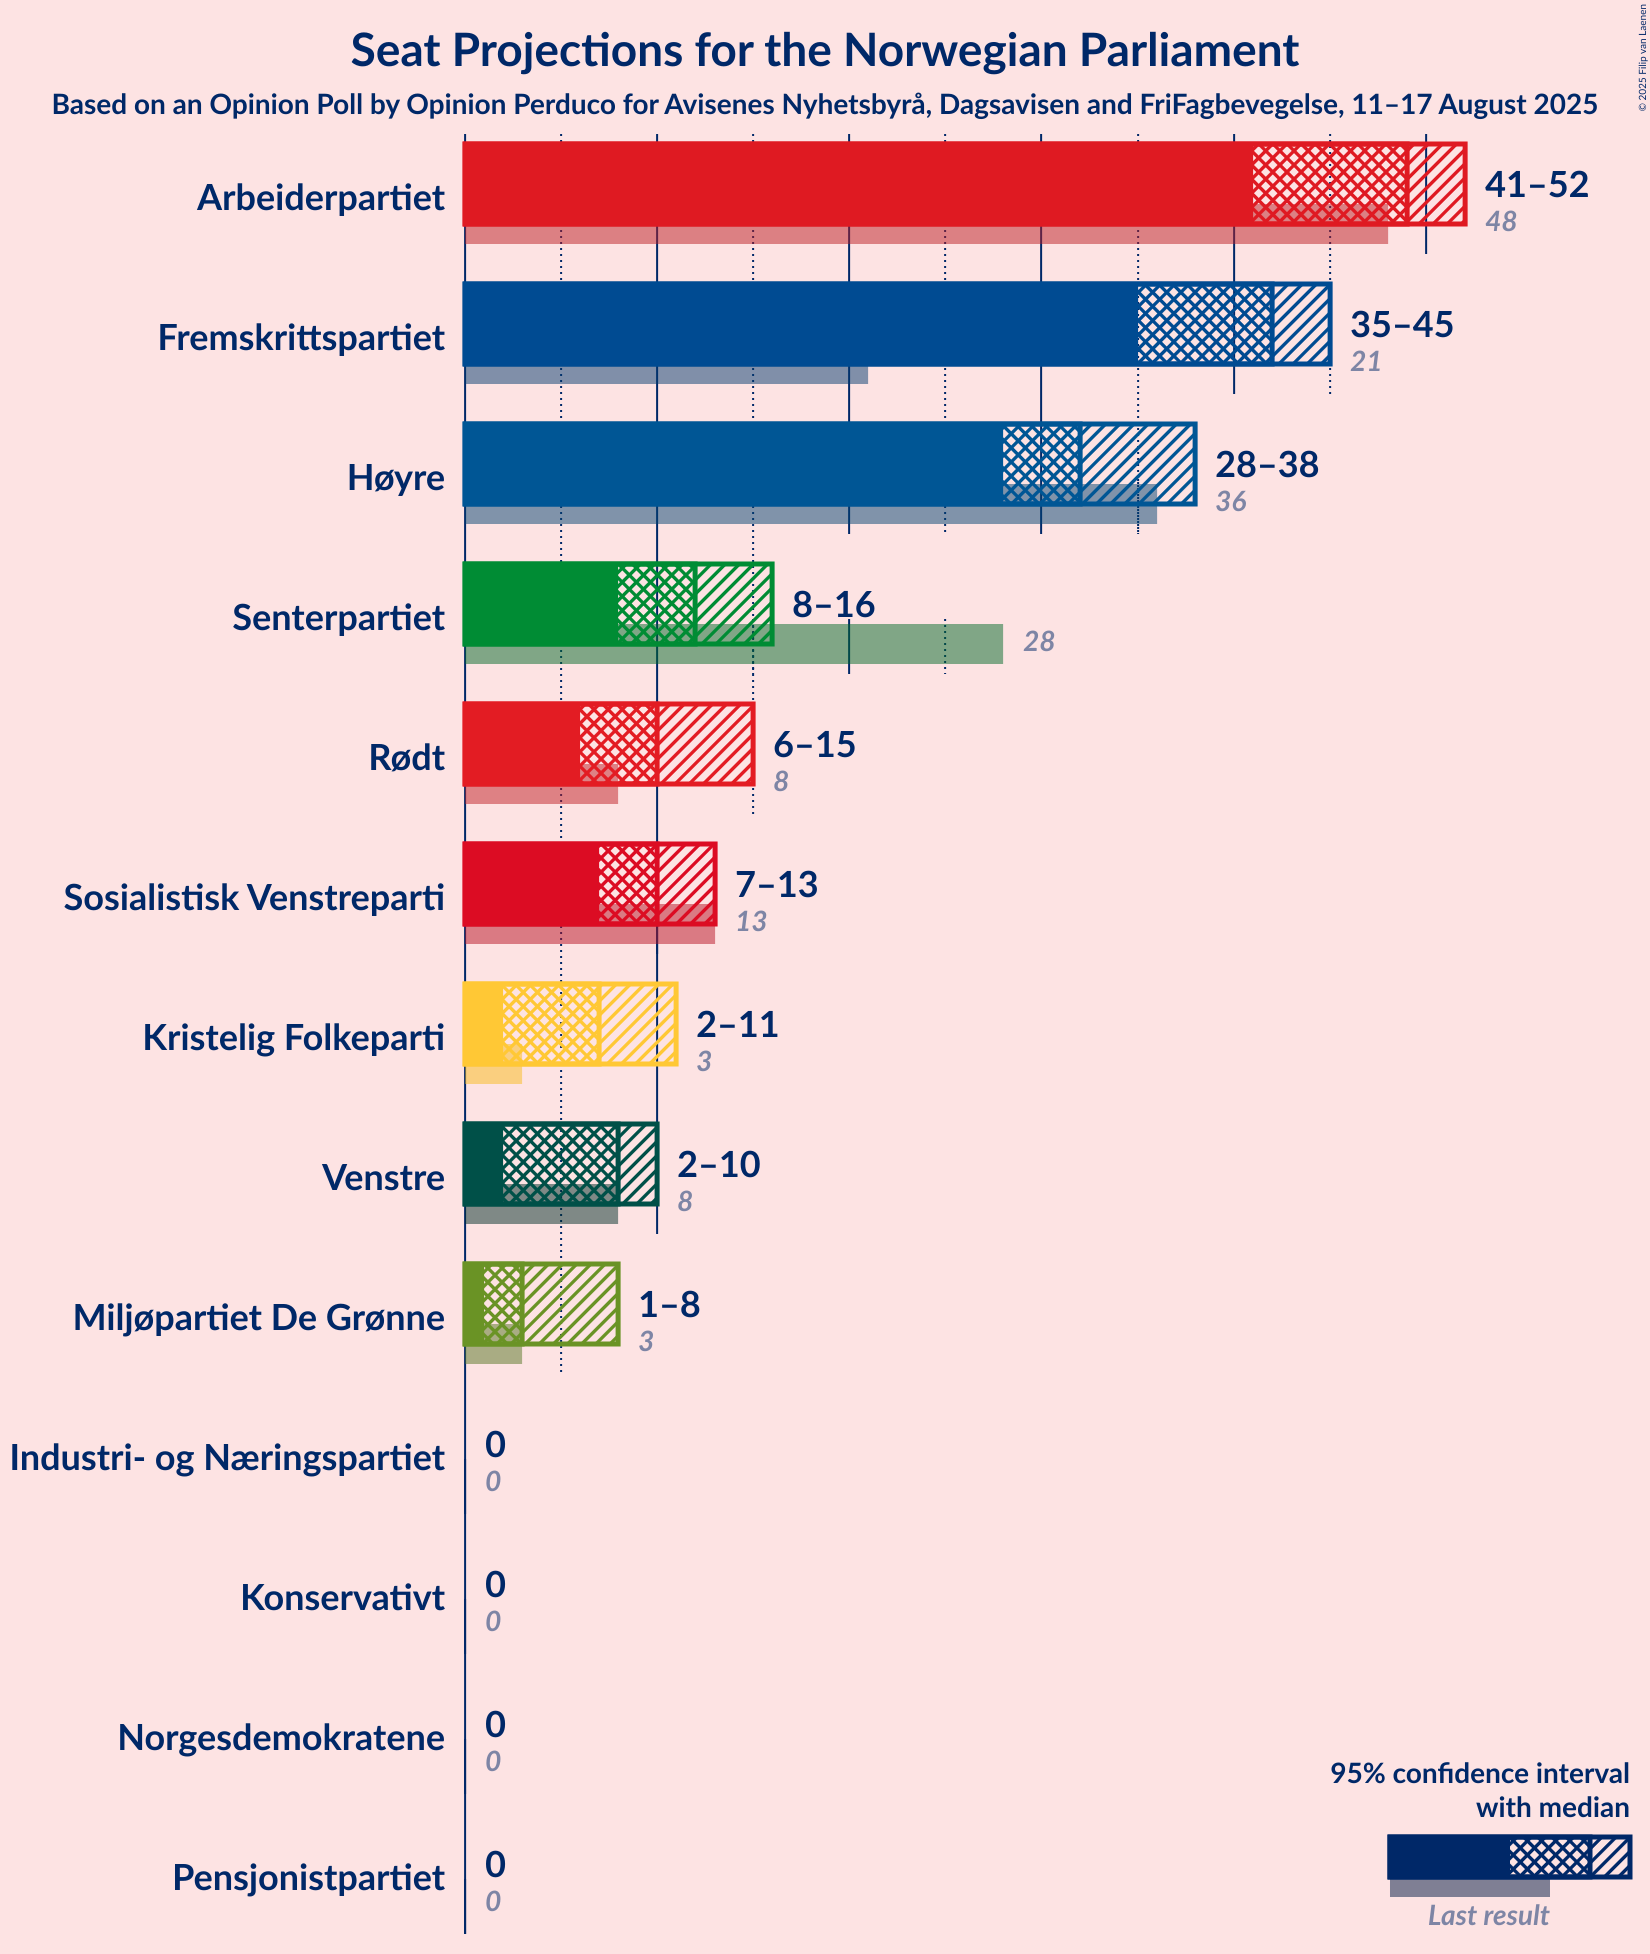 Seat Projections for the Norwegian Parliament
Based on an Opinion Poll by Opinion Perduco for Avisenes Nyhetsbyrå, Dagsavisen and FriFagbevegelse, 11–17 August 2025
© 2025 Filip van Laenen
Arbeiderpartiet
41–52
48
Fremskrittspartiet
35–45
21
Høyre
28–38
36
Senterpartiet
8–16
28
Rødt
6–15
8
Sosialistisk Venstreparti
7–13
13
Kristelig Folkeparti
2–11
3
Venstre
2–10
8
Miljøpartiet De Grønne
1–8
3
Industri- og Næringspartiet
0
0
Konservativt
0
0
Norgesdemokratene
0
0
Pensjonistpartiet
0
0
95% confidence interval
with median
Last result